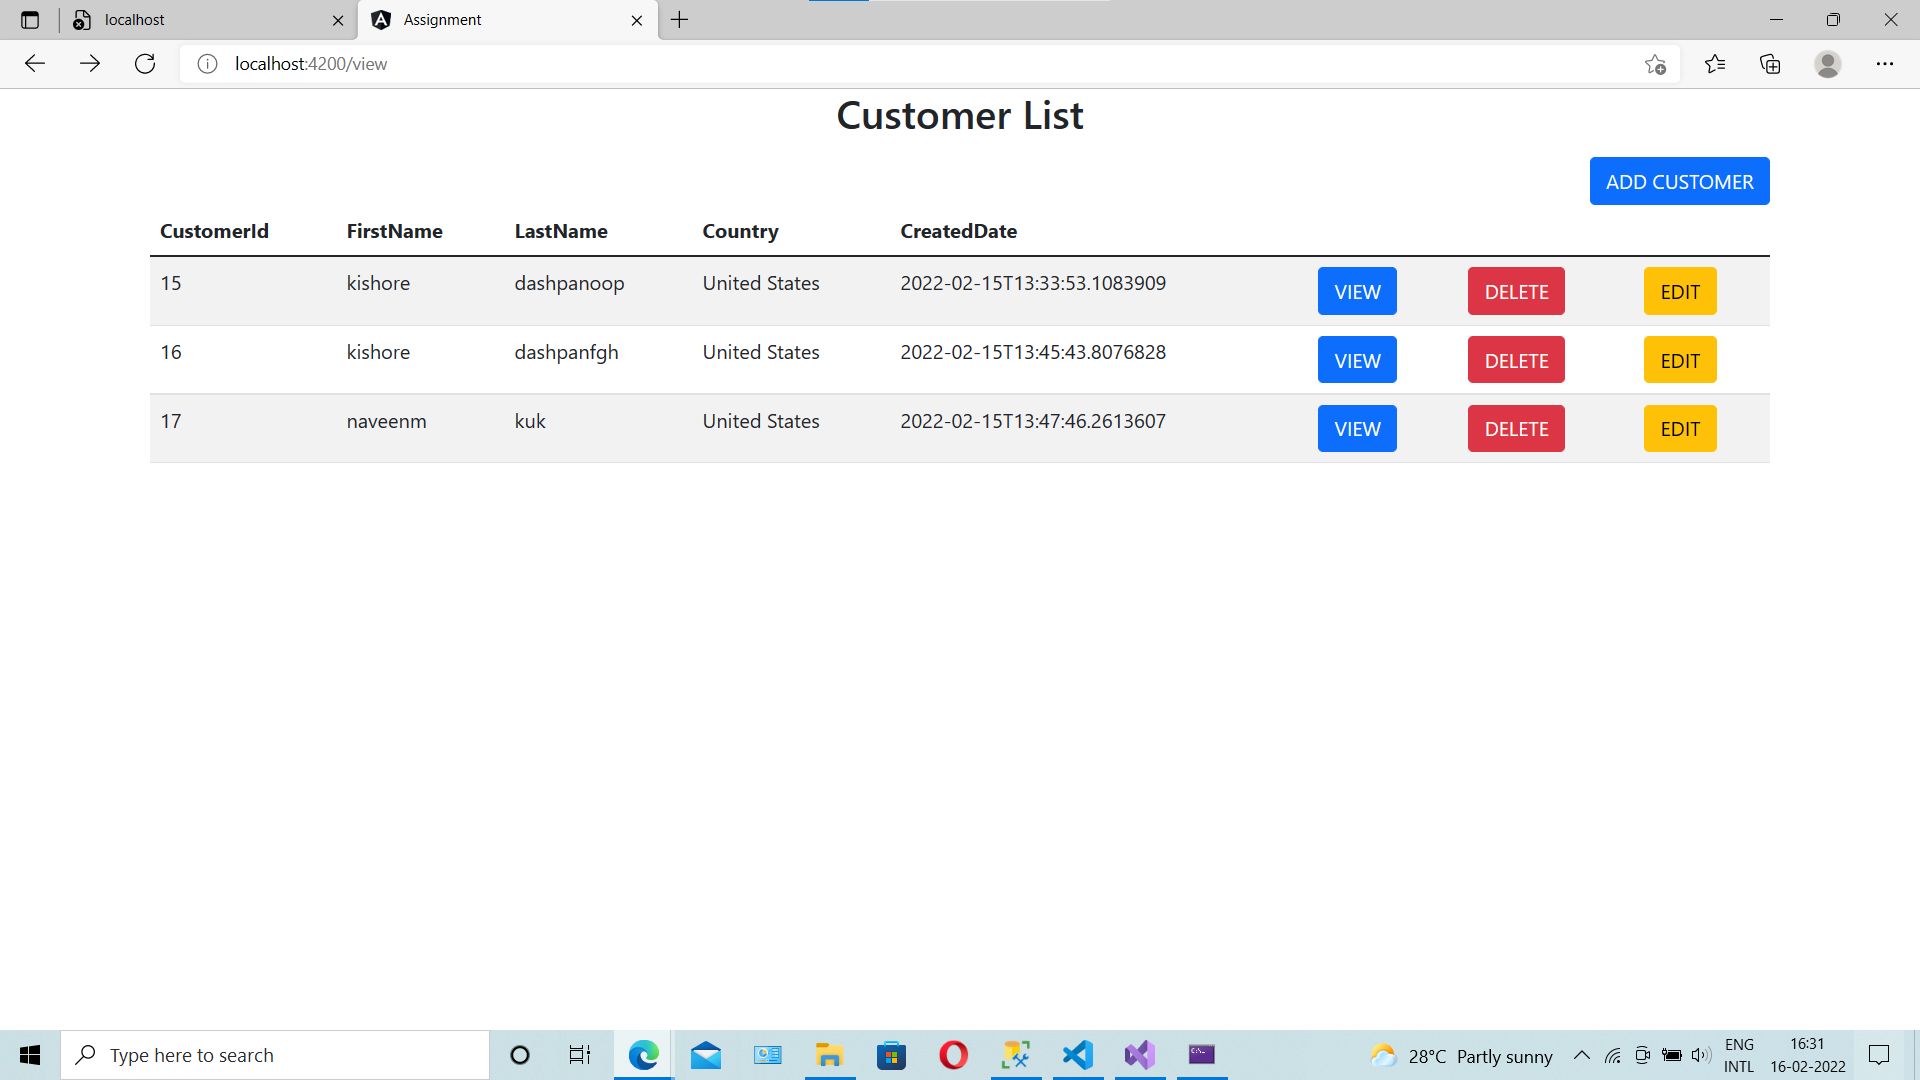 localhost
Assignment
localhost:4200/view
Customer List
ADD CUSTOMER
CustomerId FirstName LastName Country CreatedDate
15 kishore dashpanoop United States 2022-02-15T13:33:53.1083909 VIEW DELETE EDIT
16 kishore dashpanfgh United States 2022-02-15T13:45:43.8076828 VIEW DELETE EDIT
17 naveenm kuk United States 2022-02-15T13:47:46.2613607 VIEW DELETE EDIT
Type here to search
28°C Partly sunny
ENG
INTL
16:31
16-02-2022